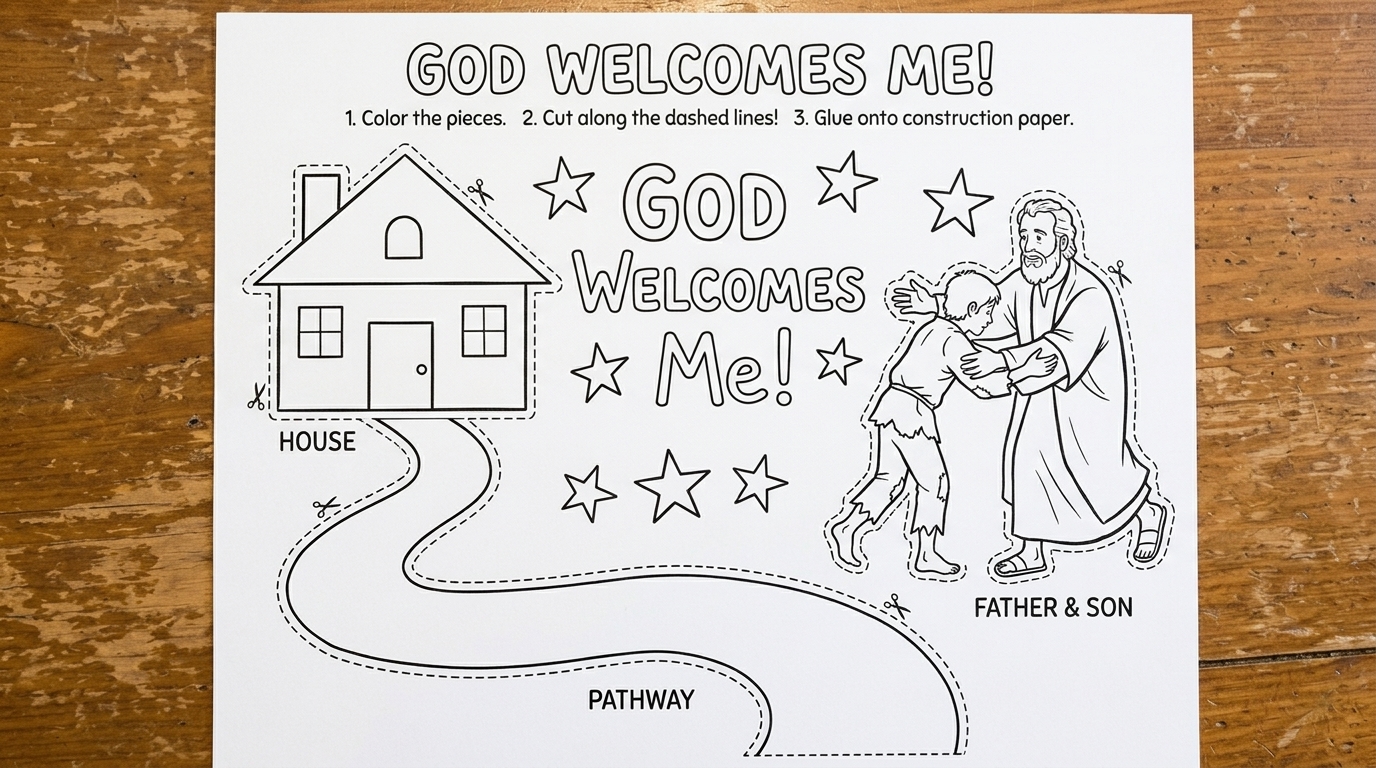 GOD WELCOMES ME!
1. Color the pieces. 2. Cut along the dashed lines! 3. Glue onto construction paper.
GOD
WELCOMES
Me!
HOUSE
FATHER & SON
PATHWAY